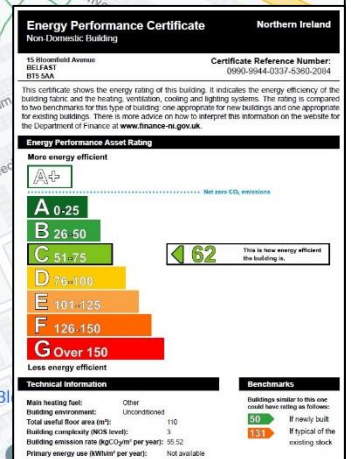 Energy Performance Certificate
Northern Ireland
Non-Domestic Building
15 Bloomfield Avenue
BELFAST
BT5 5AA
Certificate Reference Number:
0990-9944-0337-5360-2084
This certificate shows the energy rating of this building. It indicates the energy efficiency of the
building fabric and the heating, ventilation, cooling and lighting systems. The rating is compared
to two benchmarks for this type of building: one appropriate for new buildings and one appropriate
for existing buildings. There is more advice on how to interpret this information on the website for
the Department of Finance at www.finance-ni.gov.uk.
Energy Performance Asset Rating
More energy efficient
A+
Net zero CO₂ emissions
A 0-25
B 26-50
C 51-75
62
This is how energy efficient
the building is.
D 76-100
E 101-125
F 126-150
G Over 150
Less energy efficient
Technical Information
Main heating fuel: Other
Building environment: Unconditioned
Total useful floor area (m²): 110
Building complexity (NOS level): 3
Building emission rate (kgCO₂/m² per year): 55.52
Primary energy use (kWh/m² per year): Not available
Benchmarks
Buildings similar to this one
could have rating as follows:
50 If newly built
131 If typical of the
existing stock